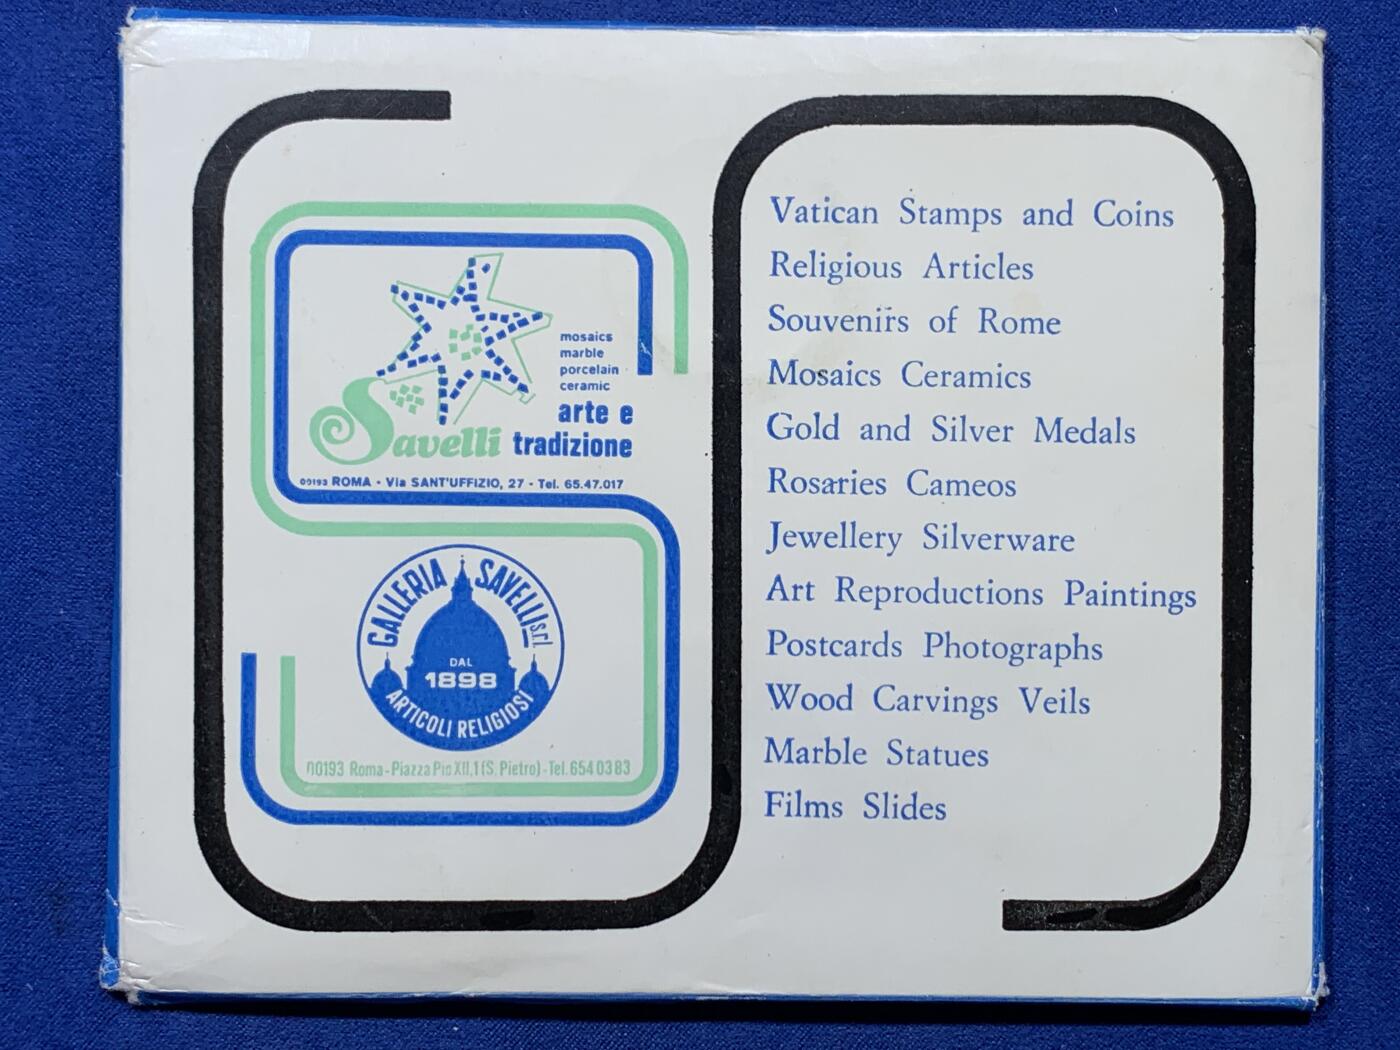 mosaics
marble
porcelain
ceramic
arte e
Savelli tradizione
00193 ROMA - Via SANT'UFFIZIO, 27 - Tel. 65.47.017
GALLERIA SAVELLI s.r.l.
DAL
1898
ARTICOLI RELIGIOSI
00193 Roma - Piazza Pio XII, 1 (S. Pietro) - Tel. 654 03 83
Vatican Stamps and Coins
Religious Articles
Souvenirs of Rome
Mosaics Ceramics
Gold and Silver Medals
Rosaries Cameos
Jewellery Silverware
Art Reproductions Paintings
Postcards Photographs
Wood Carvings Veils
Marble Statues
Films Slides